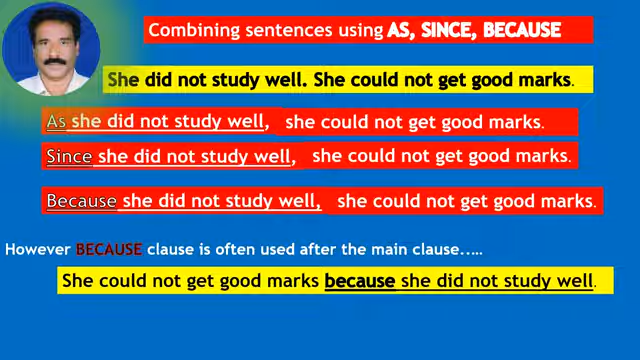 Combining sentences using AS, SINCE, BECAUSE
She did not study well. She could not get good marks.
As she did not study well, she could not get good marks.
Since she did not study well, she could not get good marks.
Because she did not study well, she could not get good marks.
However BECAUSE clause is often used after the main clause.....
She could not get good marks because she did not study well.